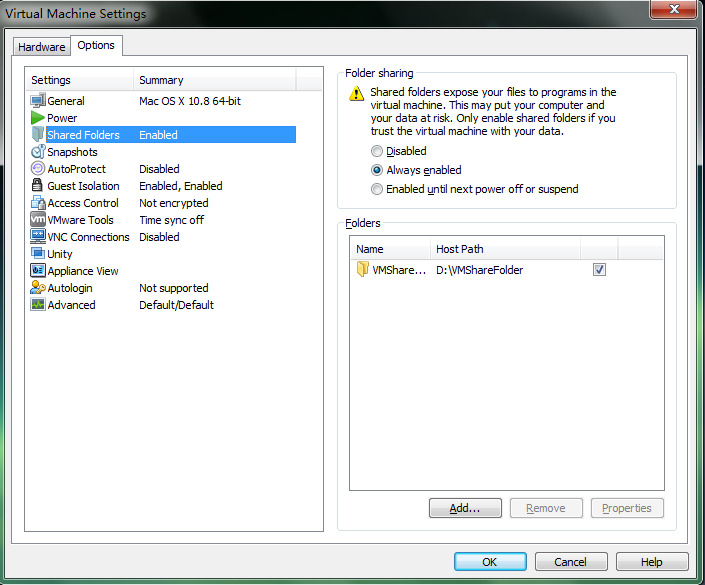 Virtual Machine Settings
Hardware
Options
Settings Summary
General Mac OS X 10.8 64-bit
Power
Shared Folders Enabled
Snapshots
AutoProtect Disabled
Guest Isolation Enabled, Enabled
Access Control Not encrypted
VMware Tools Time sync off
VNC Connections Disabled
Unity
Appliance View
Autologin Not supported
Advanced Default/Default
Folder sharing
Shared folders expose your files to programs in the
virtual machine. This may put your computer and
your data at risk. Only enable shared folders if you
trust the virtual machine with your data.
Disabled
Always enabled
Enabled until next power off or suspend
Folders
Name Host Path
VMShare... D:\VMShareFolder
Add... Remove Properties
OK Cancel Help